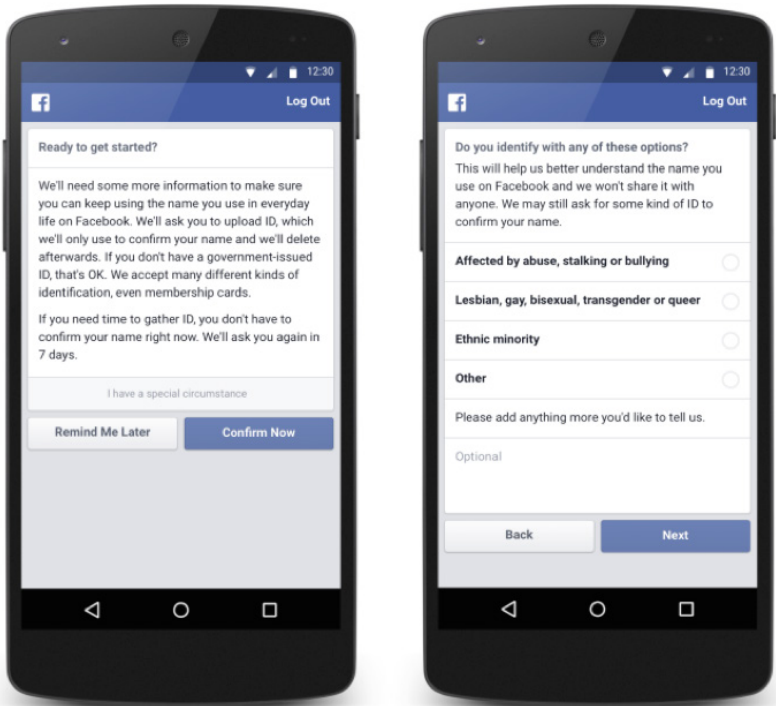 12:30
f
Log Out
Ready to get started?
We'll need some more information to make sure
you can keep using the name you use in everyday
life on Facebook. We'll ask you to upload ID, which
we'll only use to confirm your name and we'll delete
afterwards. If you don't have a government-issued
ID, that's OK. We accept many different kinds of
identification, even membership cards.
If you need time to gather ID, you don't have to
confirm your name right now. We'll ask you again in
7 days.
I have a special circumstance
Remind Me Later
Confirm Now
12:30
f
Log Out
Do you identify with any of these options?
This will help us better understand the name you
use on Facebook and we won't share it with
anyone. We may still ask for some kind of ID to
confirm your name.
Affected by abuse, stalking or bullying
Lesbian, gay, bisexual, transgender or queer
Ethnic minority
Other
Please add anything more you'd like to tell us.
Optional
Back
Next